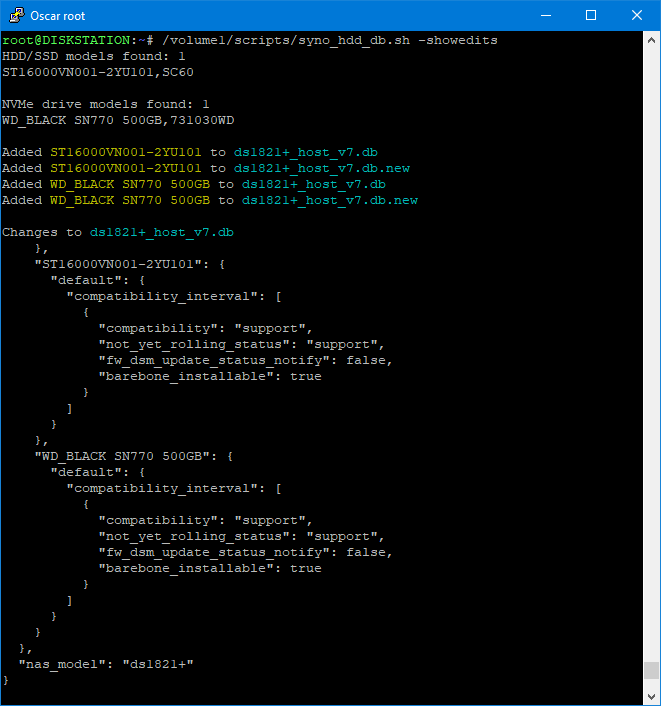 Oscar root
root@DISKSTATION:~# /volume1/scripts/syno_hdd_db.sh -showedits
HDD/SSD models found: 1
ST16000VN001-2YU101,SC60

NVMe drive models found: 1
WD_BLACK SN770 500GB,731030WD

Added ST16000VN001-2YU101 to ds1821+_host_v7.db
Added ST16000VN001-2YU101 to ds1821+_host_v7.db.new
Added WD_BLACK SN770 500GB to ds1821+_host_v7.db
Added WD_BLACK SN770 500GB to ds1821+_host_v7.db.new

Changes to ds1821+_host_v7.db
    },
    "ST16000VN001-2YU101": {
      "default": {
        "compatibility_interval": [
          {
            "compatibility": "support",
            "not_yet_rolling_status": "support",
            "fw_dsm_update_status_notify": false,
            "barebone_installable": true
          }
        ]
      }
    },
    "WD_BLACK SN770 500GB": {
      "default": {
        "compatibility_interval": [
          {
            "compatibility": "support",
            "not_yet_rolling_status": "support",
            "fw_dsm_update_status_notify": false,
            "barebone_installable": true
          }
        ]
      }
    }
  },
  "nas_model": "ds1821+"
}